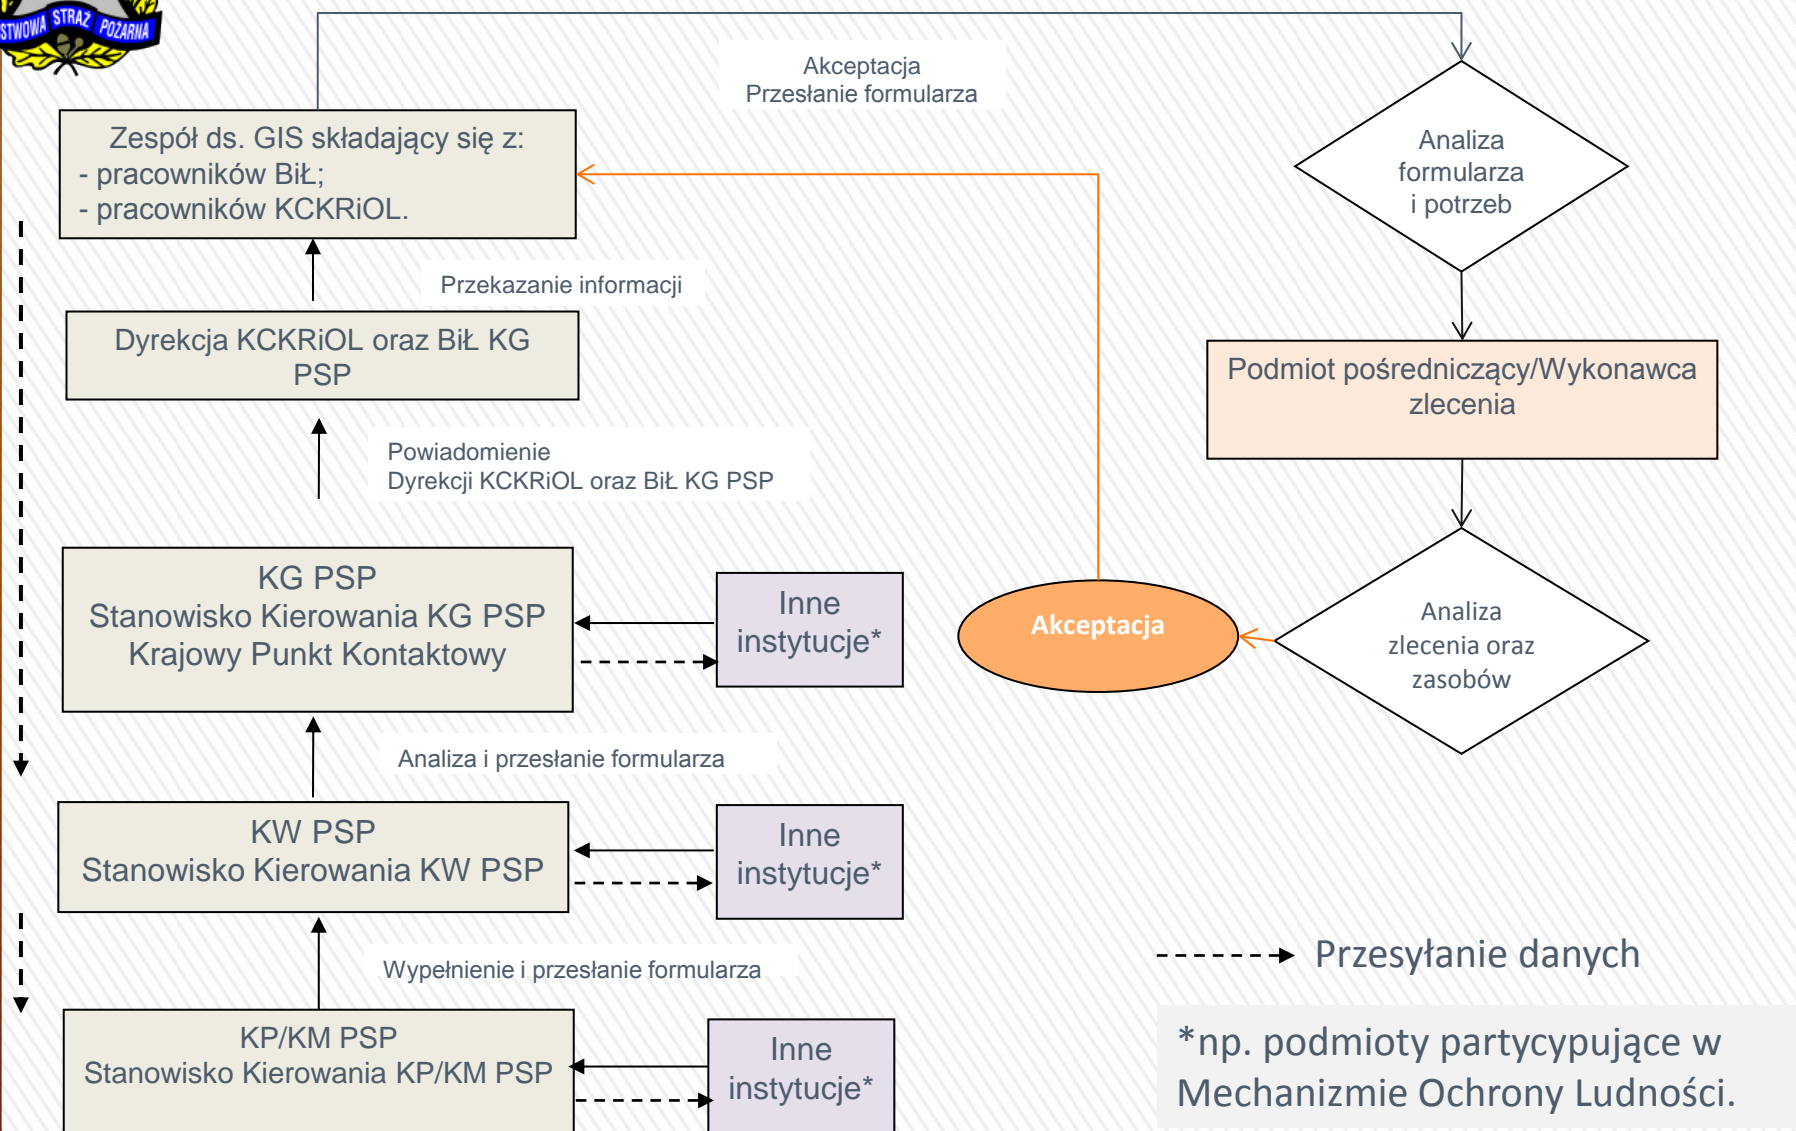 STRAŻ
POŻARNA
Akceptacja
Przesłanie formularza
Zespół ds. GIS składający się z:
- pracowników BiŁ;
- pracowników KCKRiOL.
Analiza
formularza
i potrzeb
Przekazanie informacji
Dyrekcja KCKRiOL oraz BiŁ KG
PSP
Podmiot pośredniczący/Wykonawca
zlecenia
Powiadomienie
Dyrekcji KCKRiOL oraz BiŁ KG PSP
KG PSP
Stanowisko Kierowania KG PSP
Krajowy Punkt Kontaktowy
Inne
instytucje*
Akceptacja
Analiza
zlecenia oraz
zasobów
Analiza i przesłanie formularza
KW PSP
Stanowisko Kierowania KW PSP
Inne
instytucje*
Wypełnienie i przesłanie formularza
Przesyłanie danych
KP/KM PSP
Stanowisko Kierowania KP/KM PSP
Inne
instytucje*
*np. podmioty partycypujące w
Mechanizmie Ochrony Ludności.